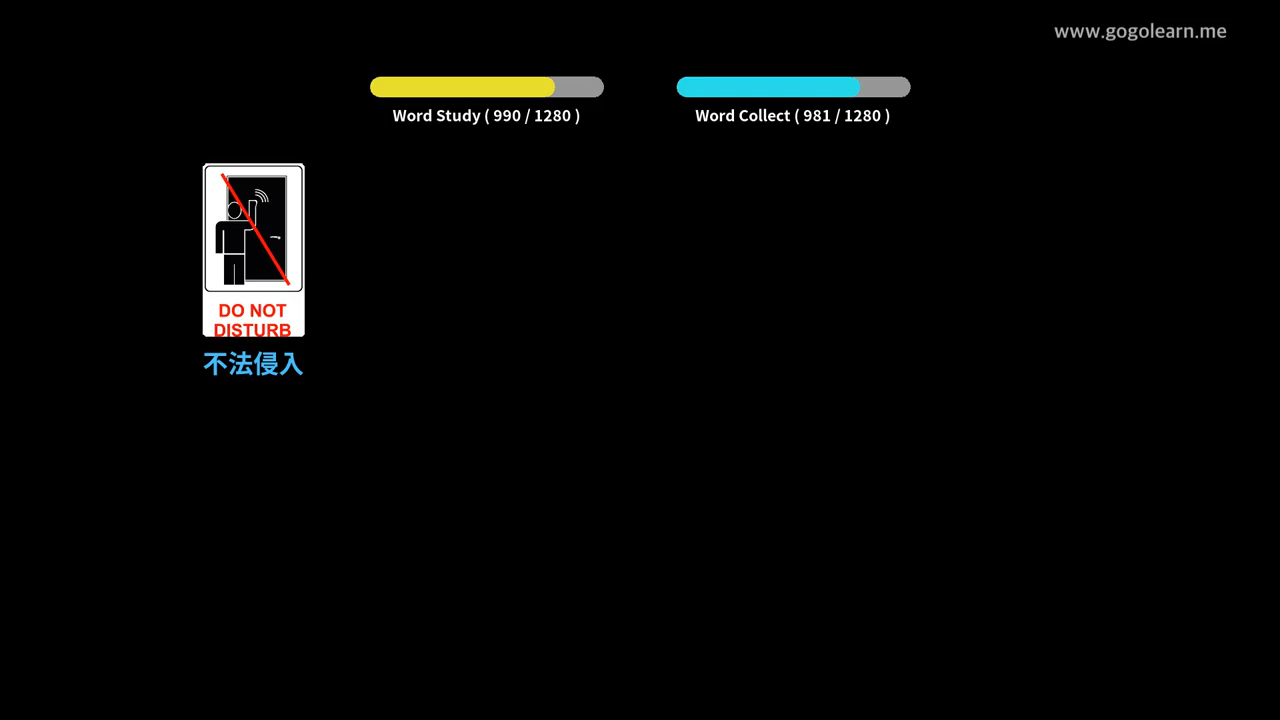 www.gogolearn.me
Word Study ( 990 / 1280 )
Word Collect ( 981 / 1280 )
DO NOT
DISTURB
不法侵入